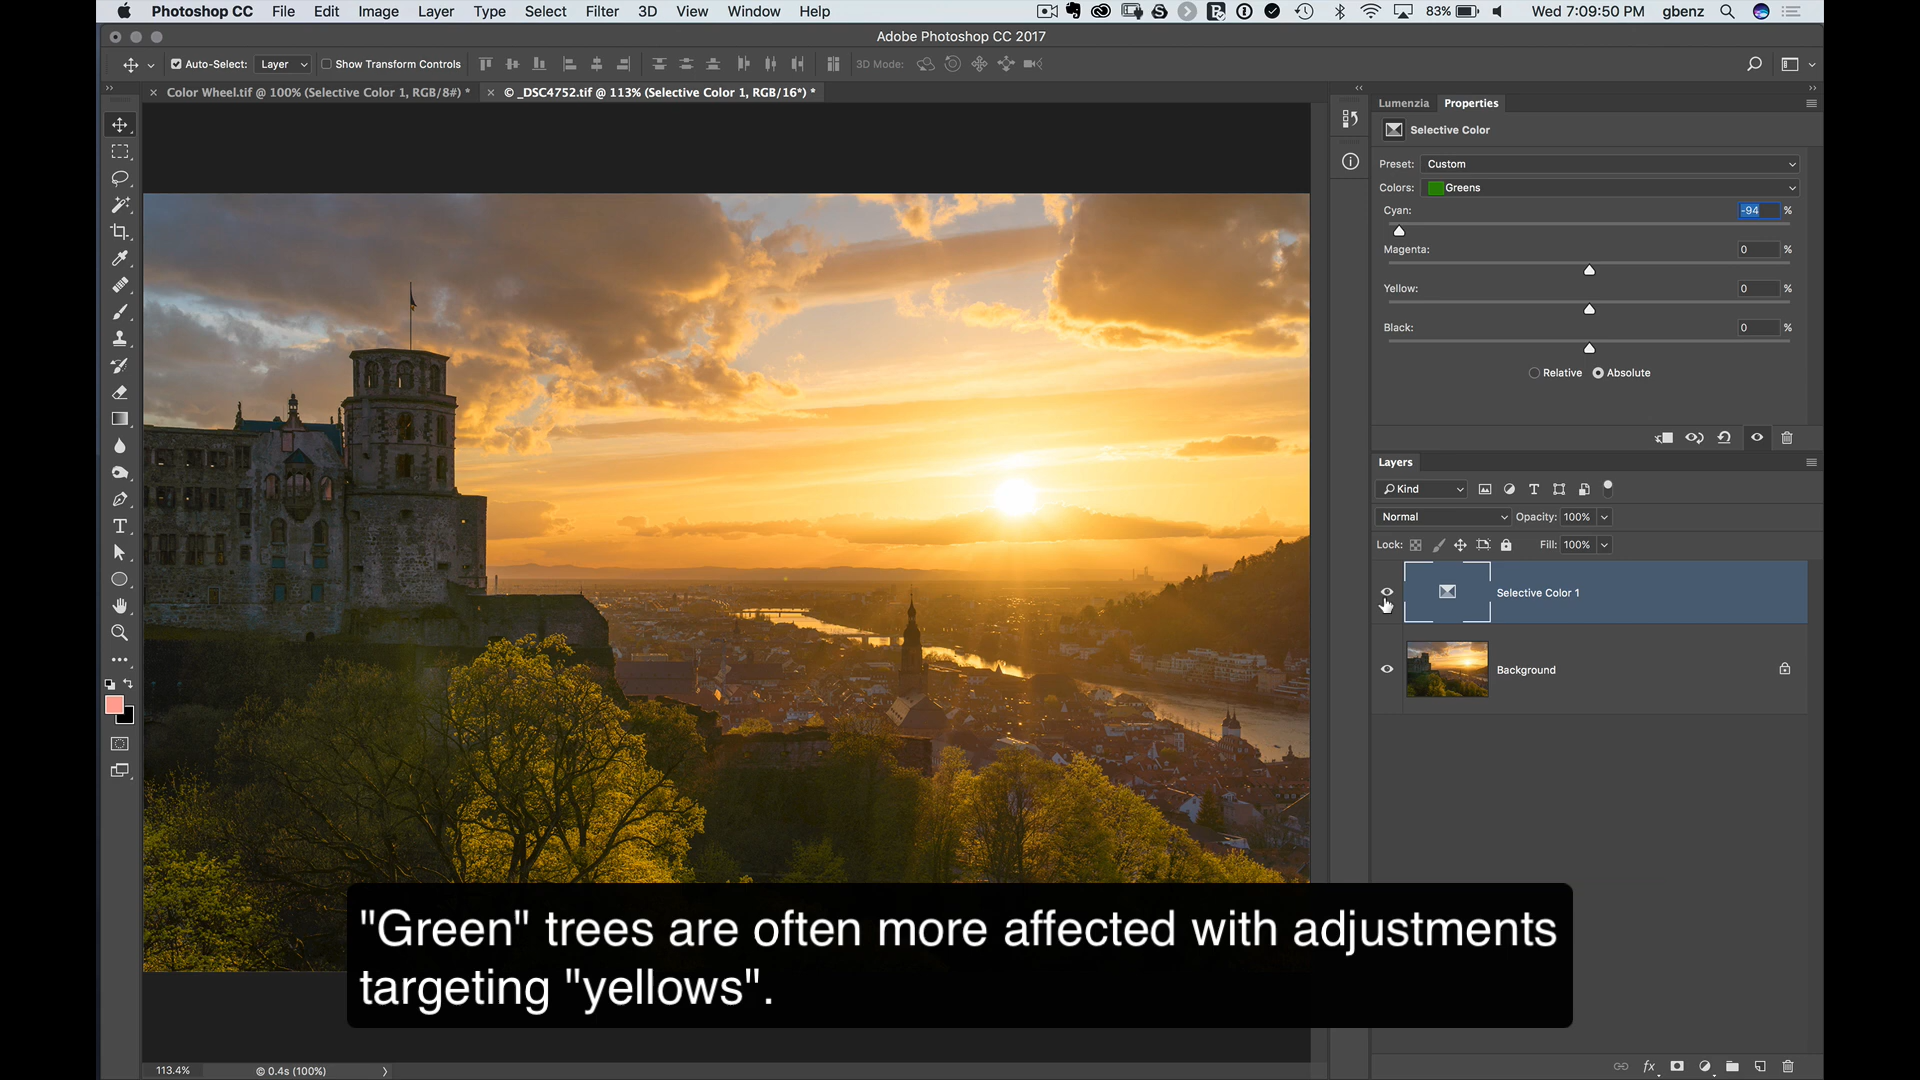 Photoshop CC File Edit Image Layer Type Select Filter 3D View Window Help 83% Wed 7:09:50 PM gbenz
Adobe Photoshop CC 2017
Auto-Select: Layer Show Transform Controls 3D Mode:
Color Wheel.tif @ 100% (Selective Color 1, RGB/8#) * © _DSC4752.tif @ 113% (Selective Color 1, RGB/16*) *
Lumenzia Properties
Selective Color
Preset: Custom
Colors: Greens
Cyan: -94 %
Magenta: 0 %
Yellow: 0 %
Black: 0 %
Relative Absolute
Layers
Kind
Normal Opacity: 100%
Lock: Fill: 100%
Selective Color 1
Background
"Green" trees are often more affected with adjustments
targeting "yellows".
113.4% © 0.4s (100%)
fx